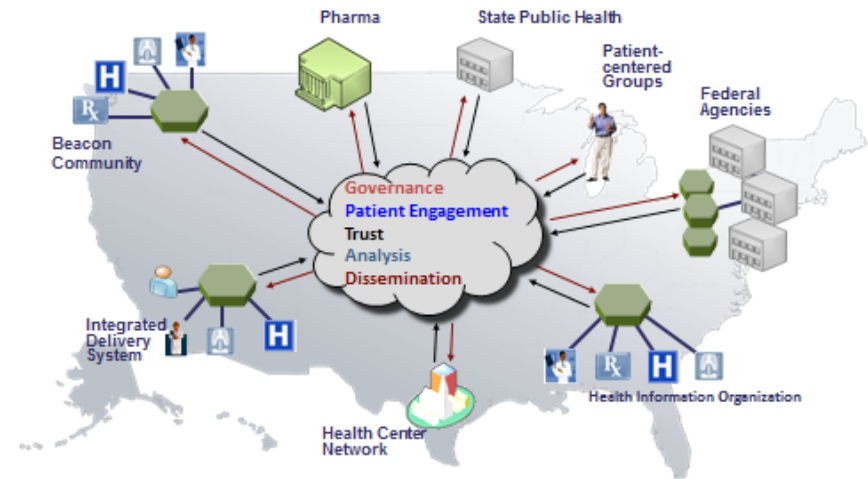 Pharma
State Public Health
Patient-
centered
Groups
Federal
Agencies
H
Rx
Beacon
Community
Governance
Patient Engagement
Trust
Analysis
Dissemination
Integrated
Delivery
System
H
Rx
H
Health Information Organization
Health Center
Network